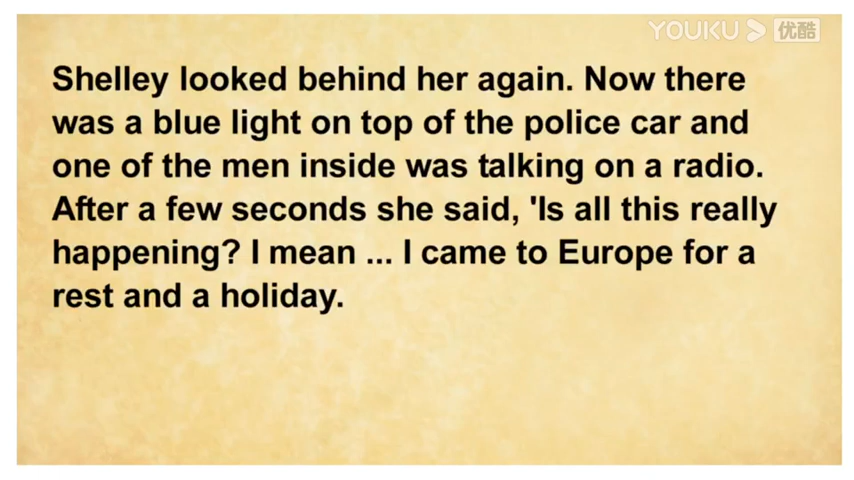 YOUKU 优酷
Shelley looked behind her again. Now there
was a blue light on top of the police car and
one of the men inside was talking on a radio.
After a few seconds she said, 'Is all this really
happening? I mean ... I came to Europe for a
rest and a holiday.